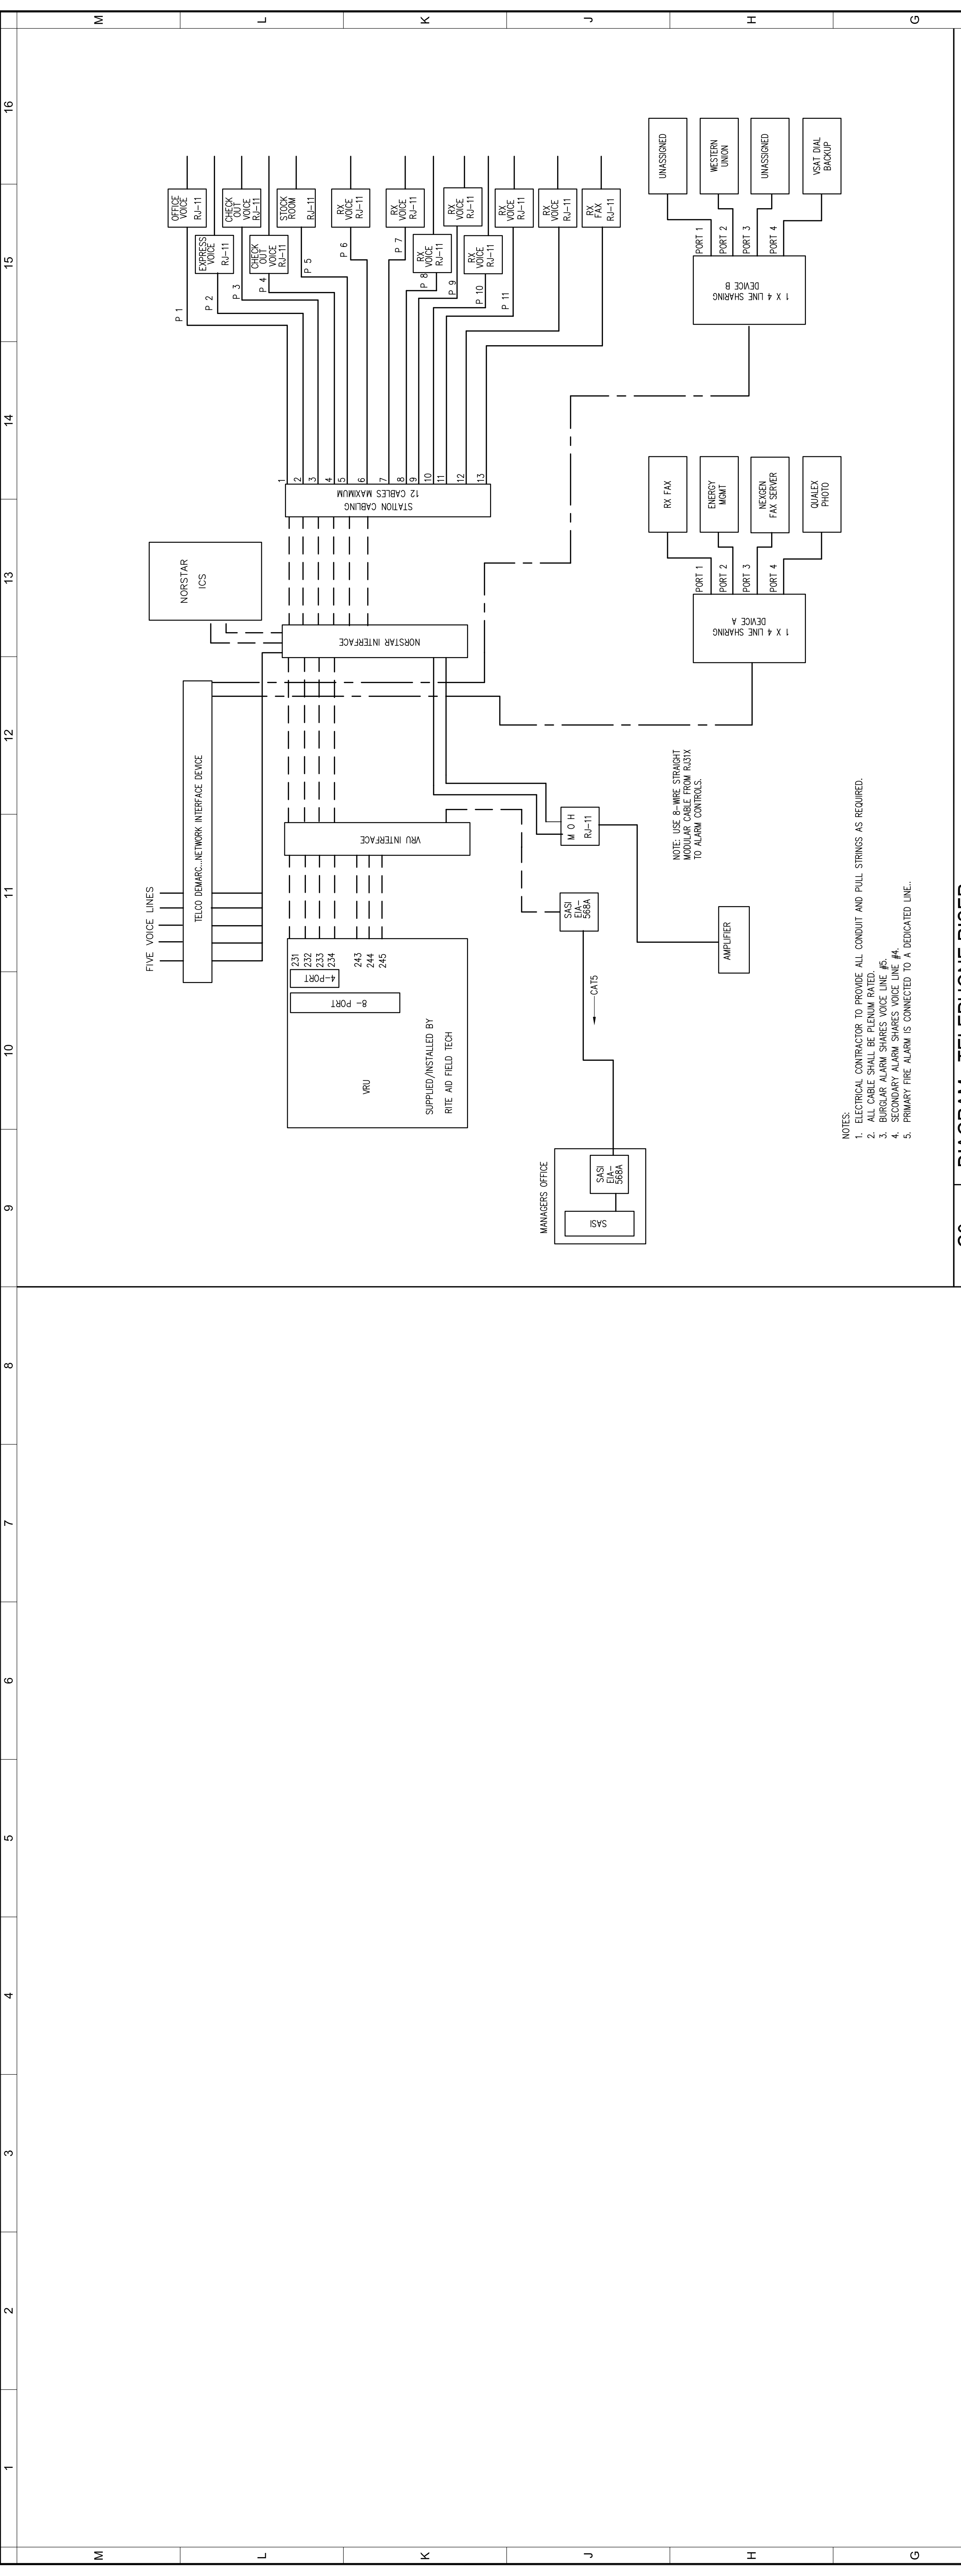 M
L
K
J
H
G
16
15
14
13
12
11
10
9
8
7
6
5
4
3
2
1
M
L
K
J
H
G
FIVE VOICE LINES
TELCO DEMARC...NETWORK INTERFACE DEVICE
NORSTAR
ICS
NORSTAR INTERFACE
VRU INTERFACE
STATION CABLING
12 CABLES MAXIMUM
1
2
3
4
5
6
7
8
9
10
11
12
13
P 1
P 2
P 3
P 4
P 5
P 6
P 7
P 8
P 9
P 10
P 11
OFFICE
VOICE
RJ-11
EXPRESS
VOICE
RJ-11
CHECK
OUT
VOICE
RJ-11
CHECK
OUT
VOICE
RJ-11
STOCK
ROOM
RJ-11
RX
VOICE
RJ-11
RX
VOICE
RJ-11
RX
VOICE
RJ-11
RX
VOICE
RJ-11
RX
VOICE
RJ-11
RX
VOICE
RJ-11
RX
VOICE
RJ-11
RX
FAX
RJ-11
231
232
233
234
243
244
245
4-PORT
8- PORT
VRU
SUPPLIED/INSTALLED BY
RITE AID FIELD TECH
M O H
RJ-11
SASI
EIA-
568A
CAT5
AMPLIFIER
MANAGERS OFFICE
SASI
EIA-
568A
SASI
UNASSIGNED
WESTERN
UNION
UNASSIGNED
VSAT DIAL
BACKUP
PORT 1
PORT 2
PORT 3
PORT 4
1 X 4 LINE SHARING
DEVICE B
RX FAX
ENERGY
MGMT
NEXGEN
FAX SERVER
QUALEX
PHOTO
PORT 1
PORT 2
PORT 3
PORT 4
1 X 4 LINE SHARING
DEVICE A
NOTE: USE 8-WIRE STRAIGHT
MODULAR CABLE FROM RJ31X
TO ALARM CONTROLS.
NOTES:
1. ELECTRICAL CONTRACTOR TO PROVIDE ALL CONDUIT AND PULL STRINGS AS REQUIRED.
2. ALL CABLE SHALL BE PLENUM RATED.
3. BURGLAR ALARM SHARES VOICE LINE #5.
4. SECONDARY ALARM SHARES VOICE LINE #4.
5. PRIMARY FIRE ALARM IS CONNECTED TO A DEDICATED LINE..
DIAGRAM TELEPHONE RISER